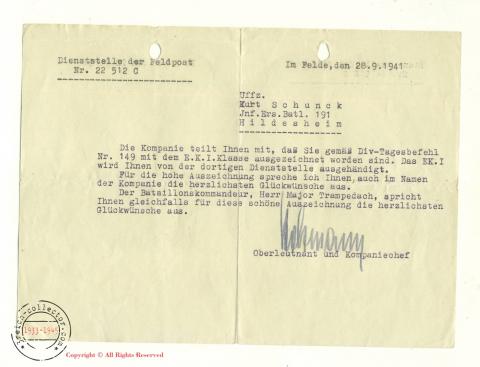 Dienststelle der Feldpost
Nr. 22 512 C
Im Felde, den 28.9.1941
Uffz.
Kurt Schunck
Jnf.Ers.Batl. 191
Hildesheim
Die Kompanie teilt Ihnen mit, daß Sie gemäß Div-Tagesbefehl
Nr. 149 mit dem E.K.I.Klasse ausgezeichnet worden sind. Das EK.I
wird Ihnen von der dortigen Dienststelle ausgehändigt.
Für die hohe Auszeichnung spreche ich Ihnen, auch im Namen
der Kompanie die herzlichsten Glückwünsche aus.
Der Bataillonskommandeur, Herr Major Trampedach, spricht
Ihnen gleichfalls für diese schöne Auszeichnung die herzlichsten
Glückwünsche aus.
Oberleutnant und Kompaniechef
1933-1945
Copyright © All Rights Reserved